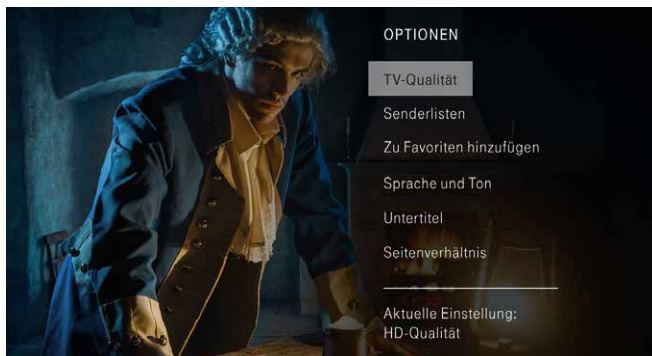 OPTIONEN
TV-Qualität
Senderlisten
Zu Favoriten hinzufügen
Sprache und Ton
Untertitel
Seitenverhältnis
Aktuelle Einstellung:
HD-Qualität